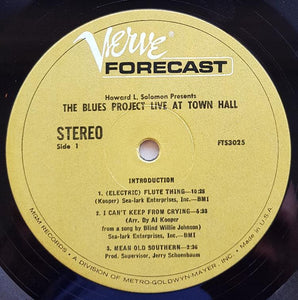 Verve
FORECAST
Howard L. Solomon Presents
THE BLUES PROJECT LIVE AT TOWN HALL
STEREO
Side 1
FTS3025
INTRODUCTION
1. (ELECTRIC) FLUTE THING—10:25
(Kooper) Sea-lark Enterprises, Inc.—BMI
2. I CAN'T KEEP FROM CRYING—5:33
(Arr. By Al Kooper
from a song by Blind Willie Johnson)
Sea-lark Enterprises, Inc.—BMI
3. MEAN OLD SOUTHERN—2:36
Prod. Supervisor, Jerry Schoenbaum
MGM RECORDS • A DIVISION OF METRO-GOLDWYN-MAYER, INC. • Made in U.S.A.